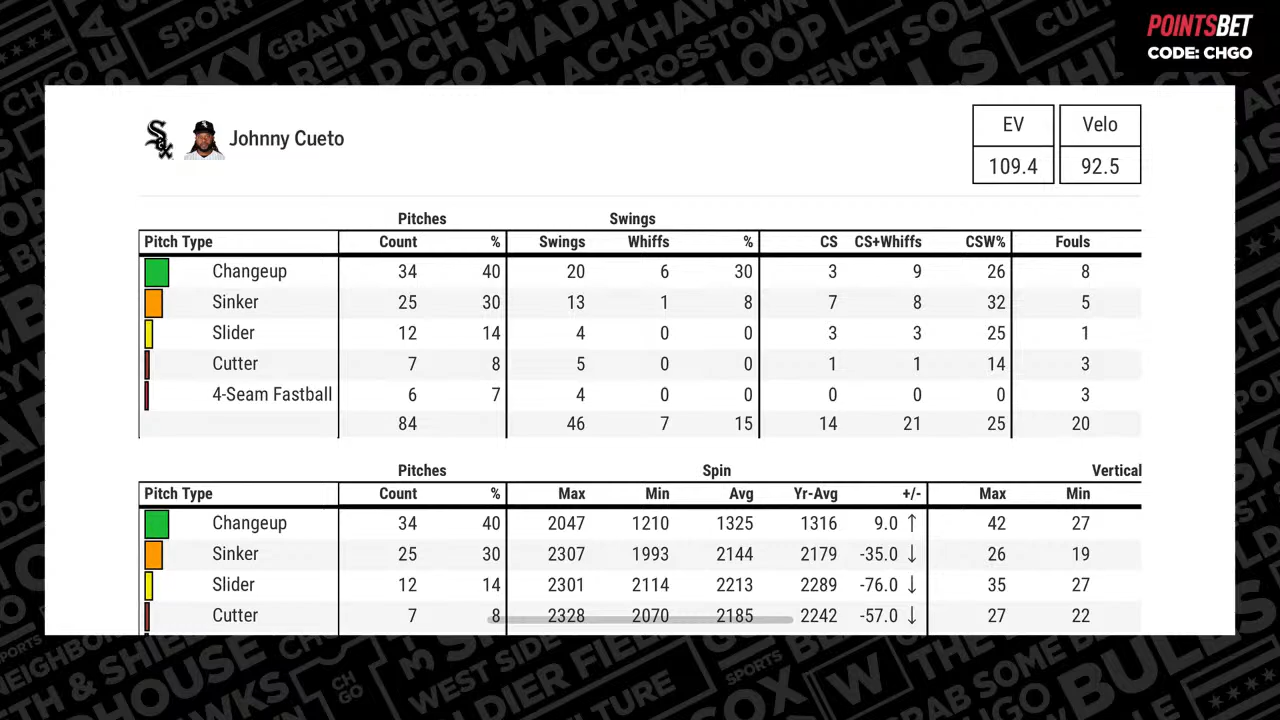 POINTSBET
CODE: CHGO
Sox
Johnny Cueto
EV
Velo
109.4
92.5
Pitches
Swings
Pitch Type Count % Swings Whiffs % CS CS+Whiffs CSW% Fouls
Changeup 34 40 20 6 30 3 9 26 8
Sinker 25 30 13 1 8 7 8 32 5
Slider 12 14 4 0 0 3 3 25 1
Cutter 7 8 5 0 0 1 1 14 3
4-Seam Fastball 6 7 4 0 0 0 0 0 3
84 46 7 15 14 21 25 20
Pitches Spin Vertical
Pitch Type Count % Max Min Avg Yr-Avg +/- Max Min
Changeup 34 40 2047 1210 1325 1316 9.0 ↑ 42 27
Sinker 25 30 2307 1993 2144 2179 -35.0 ↓ 26 19
Slider 12 14 2301 2114 2213 2289 -76.0 ↓ 35 27
Cutter 7 8 2328 2070 2185 2242 -57.0 ↓ 27 22